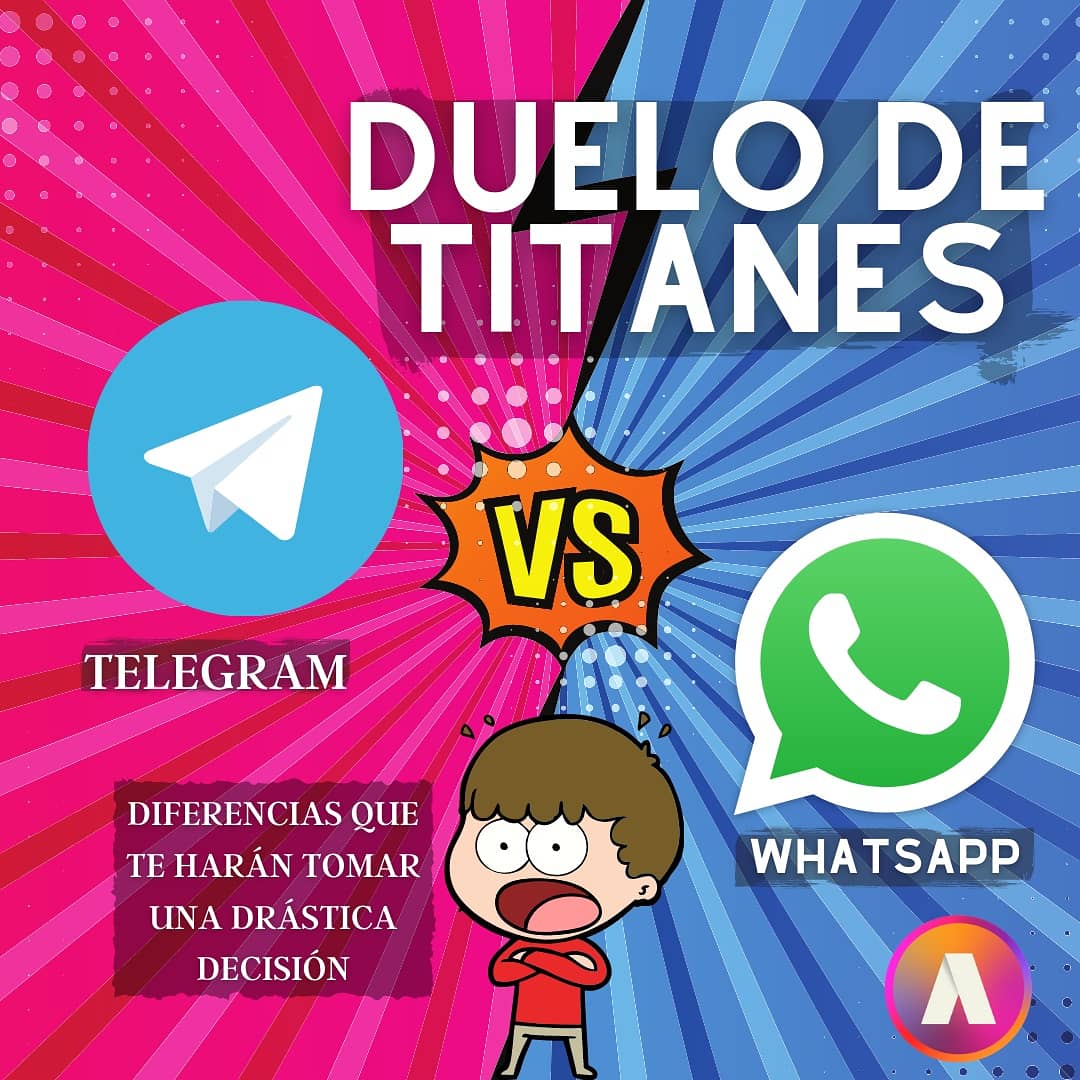 DUELO DE
TITANES
VS
TELEGRAM
WHATSAPP
DIFERENCIAS QUE
TE HARÁN TOMAR
UNA DRÁSTICA
DECISIÓN